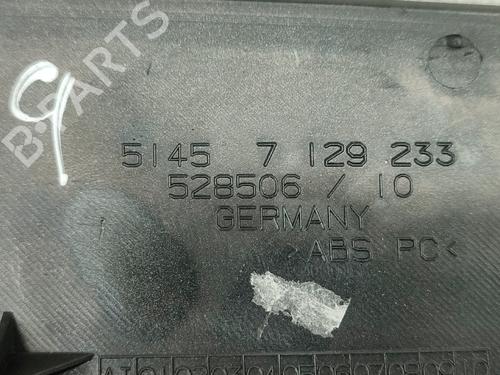 B-PARTS
9
5145 7 129 233
528506 / 10
GERMANY
>ABS PC<